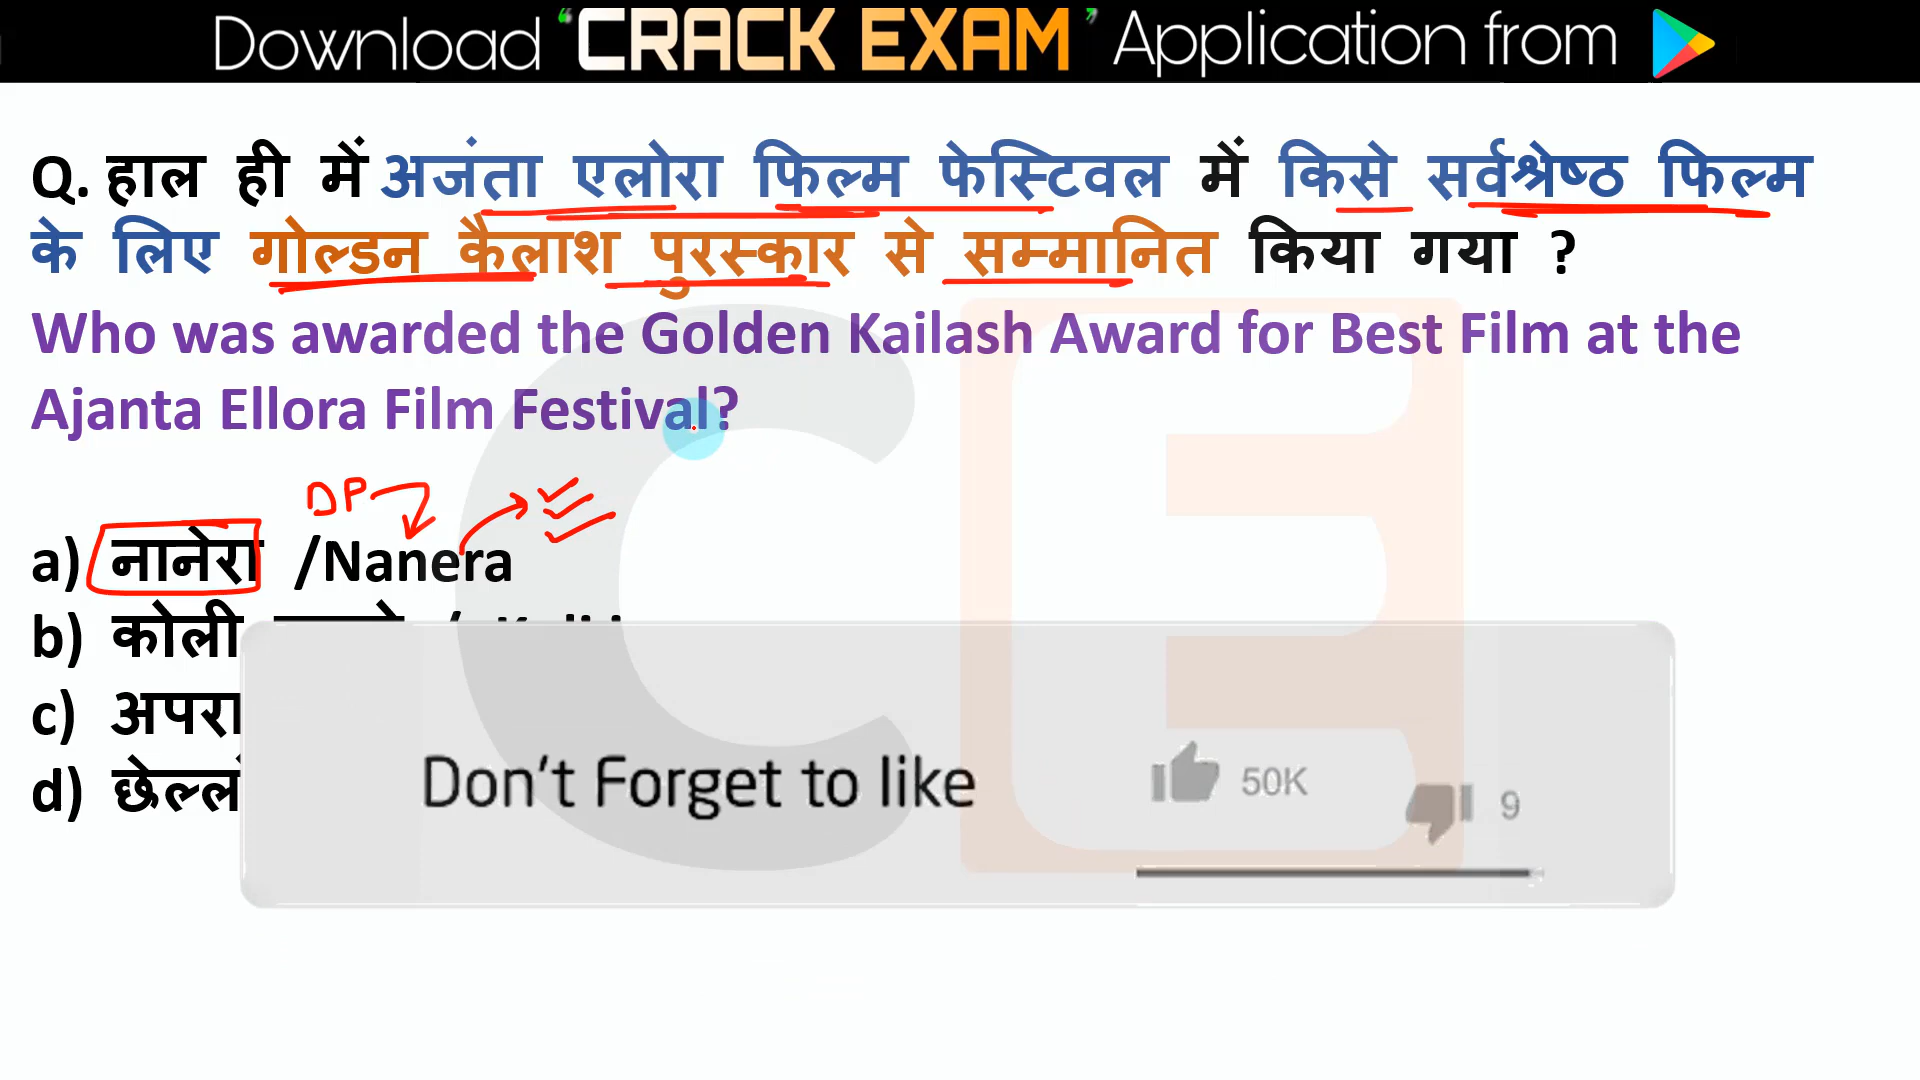 Download ‘CRACK EXAM’ Application from
Q. हाल ही में अजंता एलोरा फिल्म फेस्टिवल में किसे सर्वश्रेष्ठ फिल्म
के लिए गोल्डन कैलाश पुरस्कार से सम्मानित किया गया ?
Who was awarded the Golden Kailash Award for Best Film at the
Ajanta Ellora Film Festival?
DP
a) नानेरा /Nanera
b) कोली
c)
d)
Don't Forget to like 50K 9